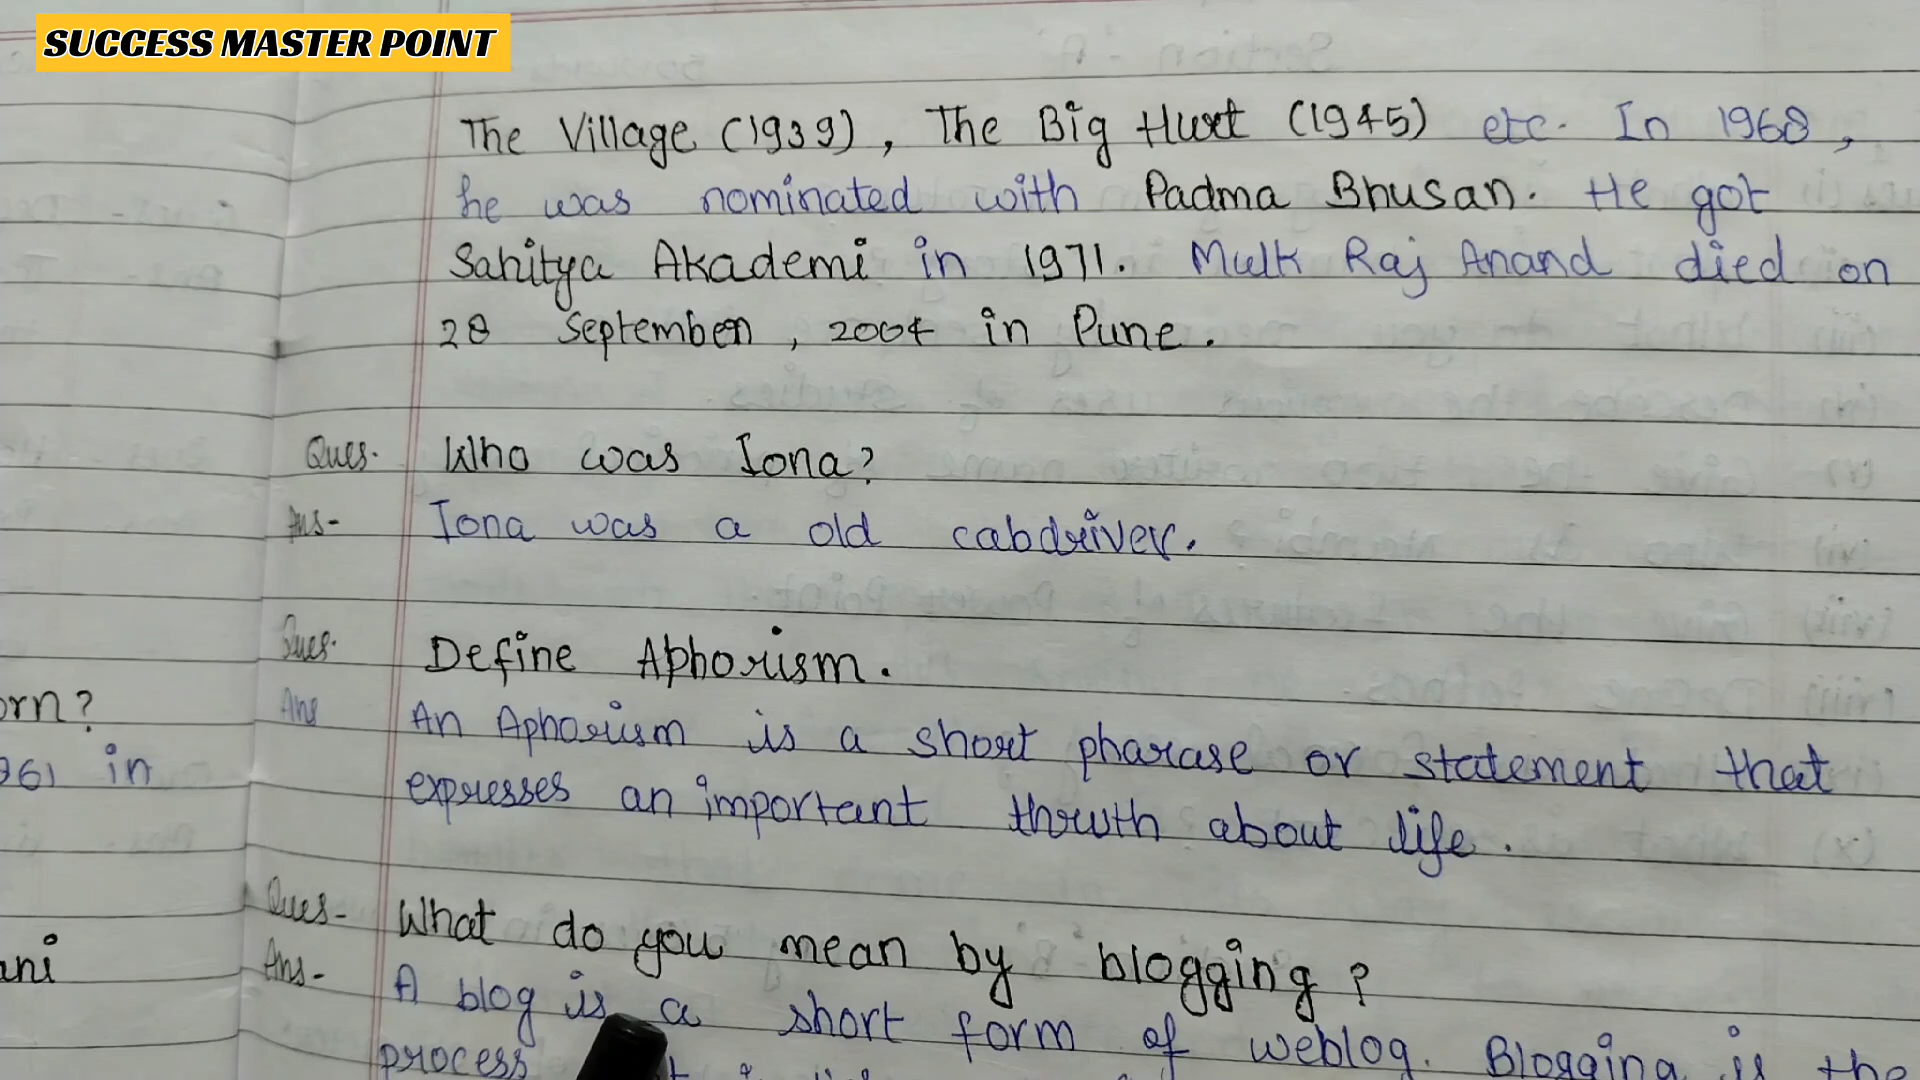 SUCCESS MASTER POINT
The Village (1939), The Big Hurt (1945) etc. In 1968,
he was nominated with Padma Bhusan. He got
Sahitya Akademi in 1971. Mulk Raj Anand died on
28 September, 2004 in Pune.
Ques. Who was Iona?
Ans- Iona was a old cabdriver.
Ques. Define Aphorism.
orn?
Ans An Aphorism is a short pharase or statement that
961 in
expresses an important thruth about life.
Ques- What do you mean by blogging?
ani
Ans- A blog is a short form of weblog. Blogging is the
process